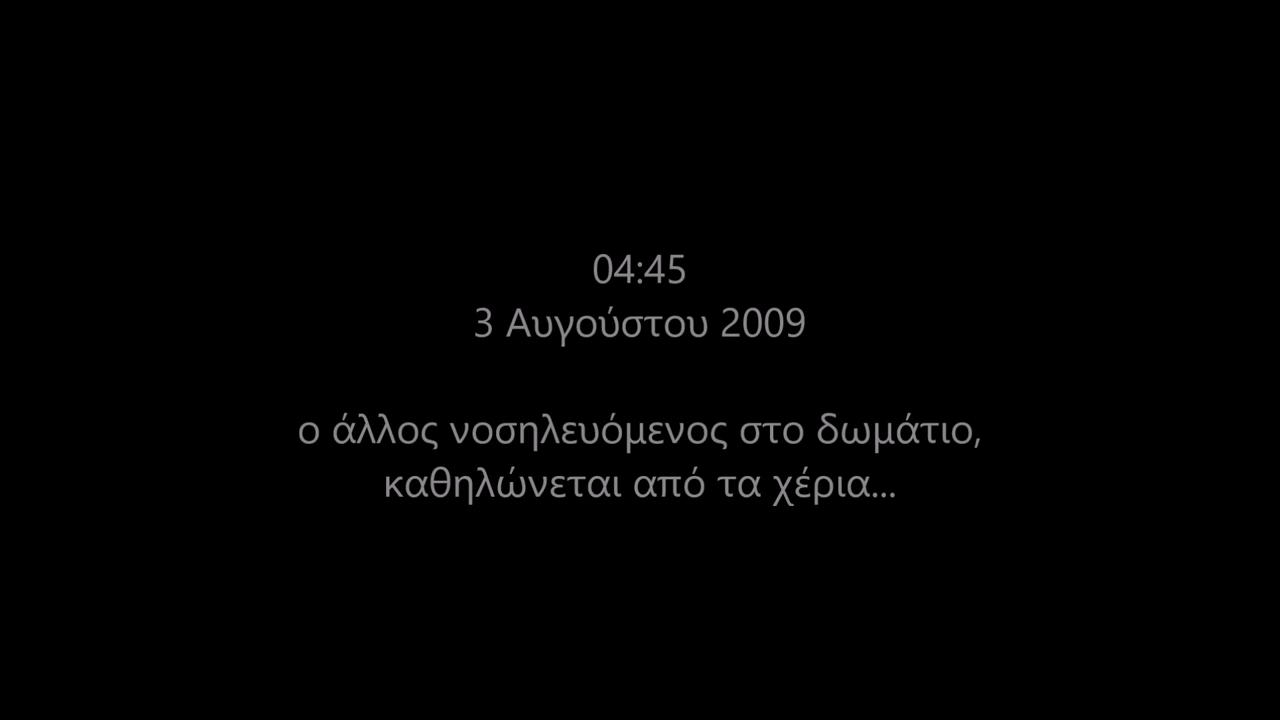 04:45
3 Αυγούστου 2009
ο άλλος νοσηλευόμενος στο δωμάτιο,
καθηλώνεται από τα χέρια...